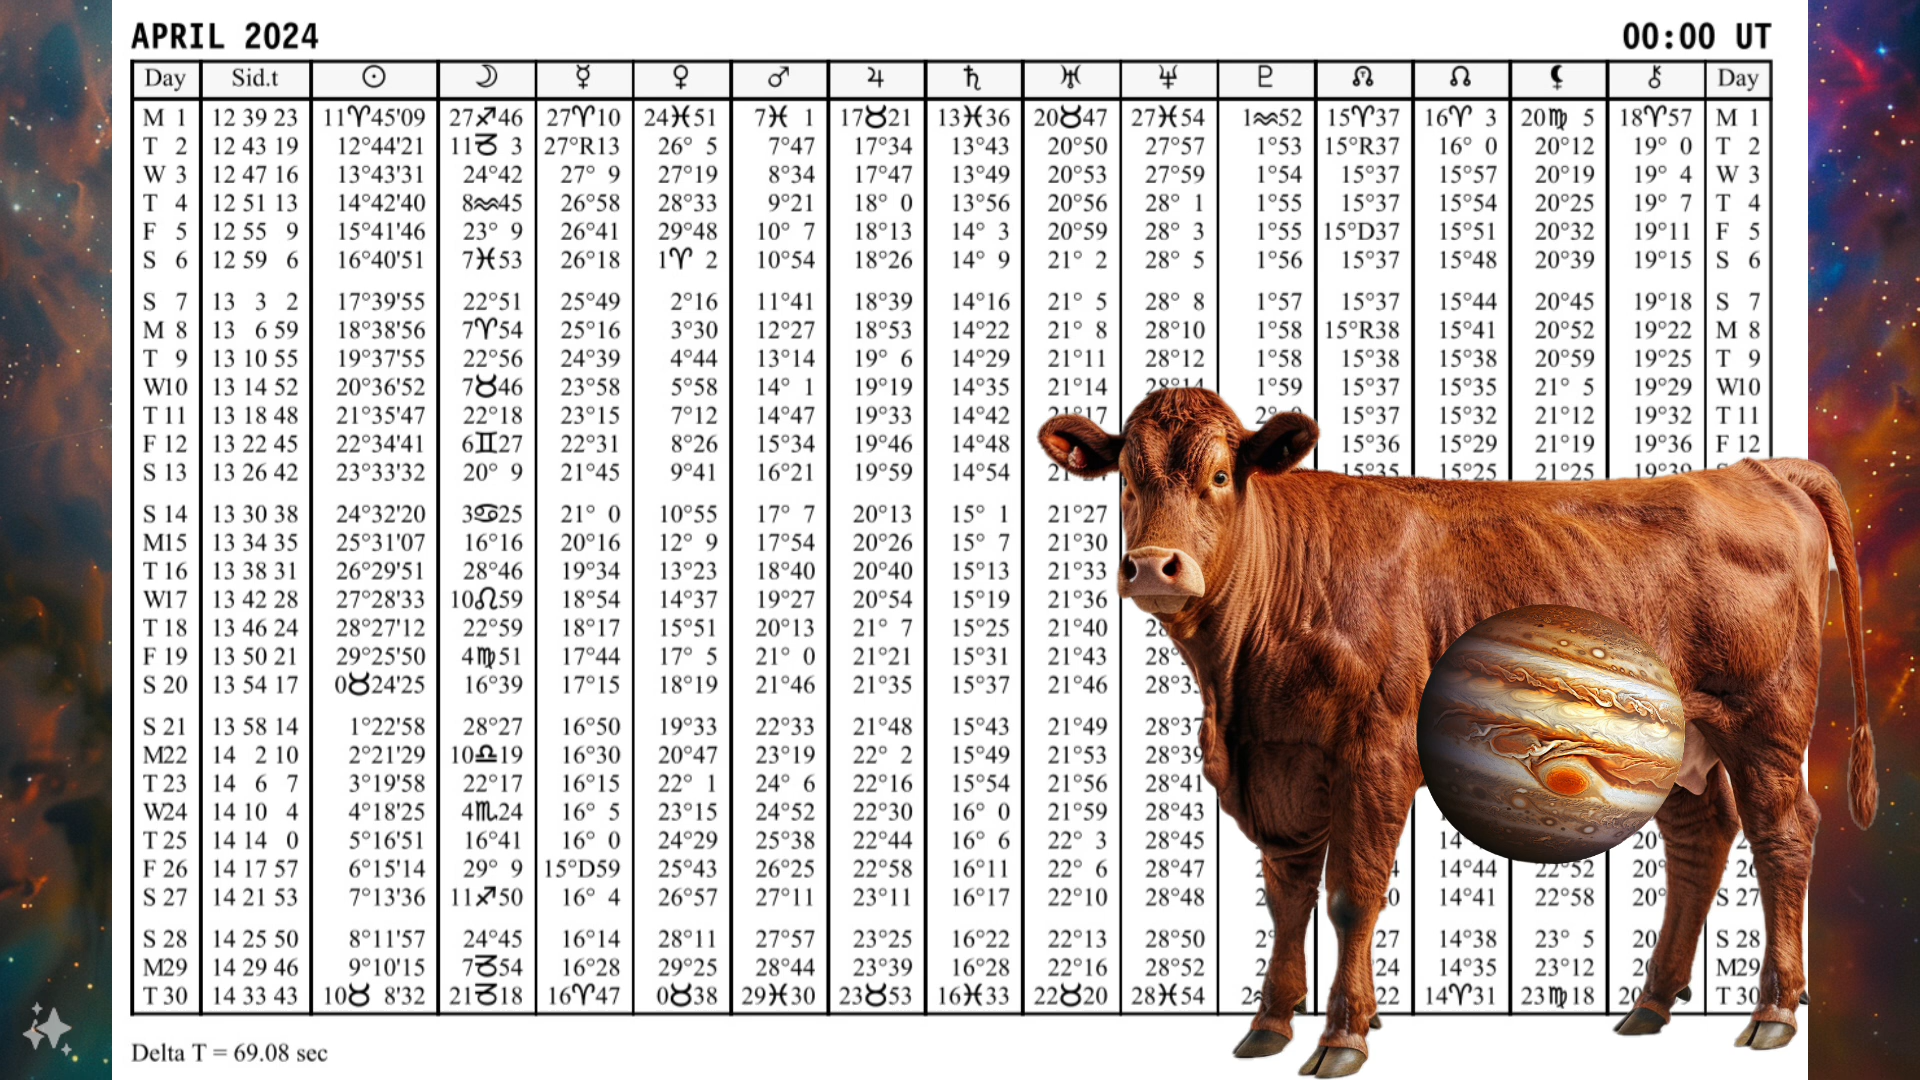 APRIL 2024 00:00 UT
Day Sid.t ☉ ☽ ☿ ♀ ♂ ♃ ♄ ♅ ♆ ♇ ☊ ☊ ⚸ ⚷ Day
M 1 12 39 23 11♈45'09 27♐46 27♈10 24♓51 7♓ 1 17♉21 13♓36 20♉47 27♓54 1♒52 15♈37 16♈ 3 20♍ 5 18♈57 M 1
T 2 12 43 19 12°44'21 11♑ 3 27°R13 26° 5 7°47 17°34 13°43 20°50 27°57 1°53 15°R37 16° 0 20°12 19° 0 T 2
W 3 12 47 16 13°43'31 24°42 27° 9 27°19 8°34 17°47 13°49 20°53 27°59 1°54 15°37 15°57 20°19 19° 4 W 3
T 4 12 51 13 14°42'40 8♒45 26°58 28°33 9°21 18° 0 13°56 20°56 28° 1 1°55 15°37 15°54 20°25 19° 7 T 4
F 5 12 55 9 15°41'46 23° 9 26°41 29°48 10° 7 18°13 14° 3 20°59 28° 3 1°55 15°D37 15°51 20°32 19°11 F 5
S 6 12 59 6 16°40'51 7♓53 26°18 1♈ 2 10°54 18°26 14° 9 21° 2 28° 5 1°56 15°37 15°48 20°39 19°15 S 6
S 7 13 3 2 17°39'55 22°51 25°49 2°16 11°41 18°39 14°16 21° 5 28° 8 1°57 15°37 15°44 20°45 19°18 S 7
M 8 13 6 59 18°38'56 7♈54 25°16 3°30 12°27 18°53 14°22 21° 8 28°10 1°58 15°R38 15°41 20°52 19°22 M 8
T 9 13 10 55 19°37'55 22°56 24°39 4°44 13°14 19° 6 14°29 21°11 28°12 1°58 15°38 15°38 20°59 19°25 T 9
W10 13 14 52 20°36'52 7♉46 23°58 5°58 14° 1 19°19 14°35 21°14 28°14 1°59 15°37 15°35 21° 5 19°29 W10
T 11 13 18 48 21°35'47 22°18 23°15 7°12 14°47 19°33 14°42 21°17 15°37 15°32 21°12 19°32 T 11
F 12 13 22 45 22°34'41 6♊27 22°31 8°26 15°34 19°46 14°48 15°36 15°29 21°19 19°36 F 12
S 13 13 26 42 23°33'32 20° 9 21°45 9°41 16°21 19°59 14°54 15°35 15°25 21°25 19°39
S 14 13 30 38 24°32'20 3♋25 21° 0 10°55 17° 7 20°13 15° 1 21°27
M15 13 34 35 25°31'07 16°16 20°16 12° 9 17°54 20°26 15° 7 21°30
T 16 13 38 31 26°29'51 28°46 19°34 13°23 18°40 20°40 15°13 21°33
W17 13 42 28 27°28'33 10♌59 18°54 14°37 19°27 20°54 15°19 21°36
T 18 13 46 24 28°27'12 22°59 18°17 15°51 20°13 21° 7 15°25 21°40
F 19 13 50 21 29°25'50 4♍51 17°44 17° 5 21° 0 21°21 15°31 21°43 28°
S 20 13 54 17 0♉24'25 16°39 17°15 18°19 21°46 21°35 15°37 21°46 28°
S 21 13 58 14 1°22'58 28°27 16°50 19°33 22°33 21°48 15°43 21°49 28°37
M22 14 2 10 2°21'29 10♎19 16°30 20°47 23°19 22° 2 15°49 21°53 28°39
T 23 14 6 7 3°19'58 22°17 16°15 22° 1 24° 6 22°16 15°54 21°56 28°41
W24 14 10 4 4°18'25 4♏24 16° 5 23°15 24°52 22°30 16° 0 21°59 28°43
T 25 14 14 0 5°16'51 16°41 16° 0 24°29 25°38 22°44 16° 6 22° 3 28°45 14 20°
F 26 14 17 57 6°15'14 29° 9 15°D59 25°43 26°25 22°58 16°11 22° 6 28°47 14°44 22°52 20° 26
S 27 14 21 53 7°13'36 11♐50 16° 4 26°57 27°11 23°11 16°17 22°10 28°48 14°41 22°58 20° S 27
S 28 14 25 50 8°11'57 24°45 16°14 28°11 27°57 23°25 16°22 22°13 28°50 2° 27 14°38 23° 5 20 S 28
M29 14 29 46 9°10'15 7♑54 16°28 29°25 28°44 23°39 16°28 22°16 28°52 2 24 14°35 23°12 20 M29
T 30 14 33 43 10♉ 8'32 21♑18 16♈47 0♉38 29♓30 23♉53 16♓33 22♉20 28♓54 2♒ 22 14♈31 23♍18 20 T 30
Delta T = 69.08 sec